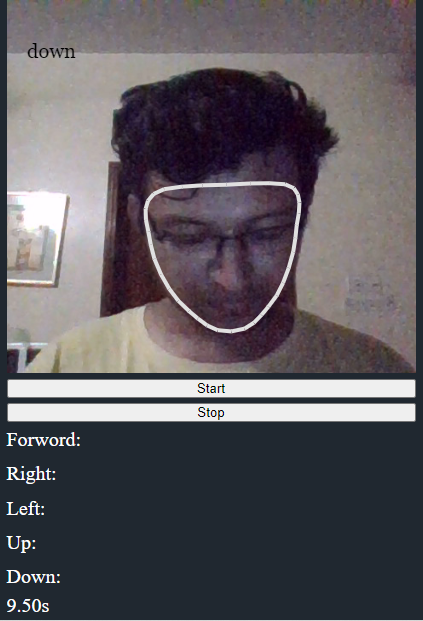 down
Start
Stop
Forword:
Right:
Left:
Up:
Down:
9.50s